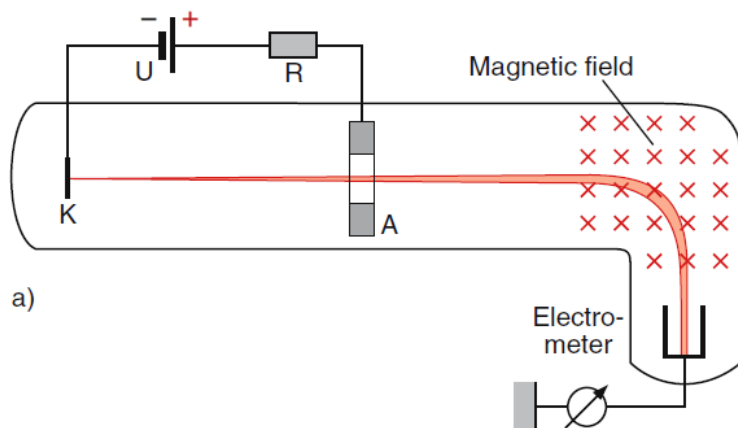 − +
U
R
Magnetic field
K
A
a)
Electro-
meter